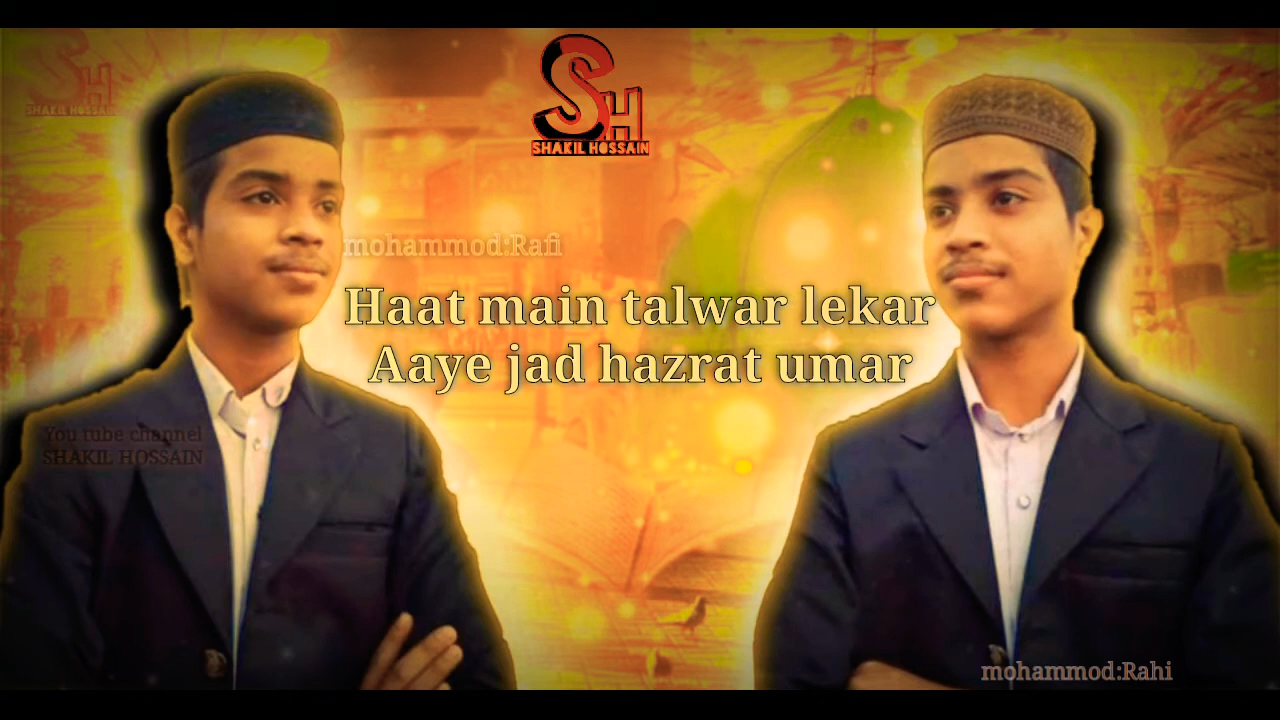 SH
SHAKIL HOSSAIN
SH
SHAKIL HOSSAIN
mohammod:Rafi
Haat main talwar lekar
Aaye jad hazrat umar
You tube channel
SHAKIL HOSSAIN
mohammod:Rahi